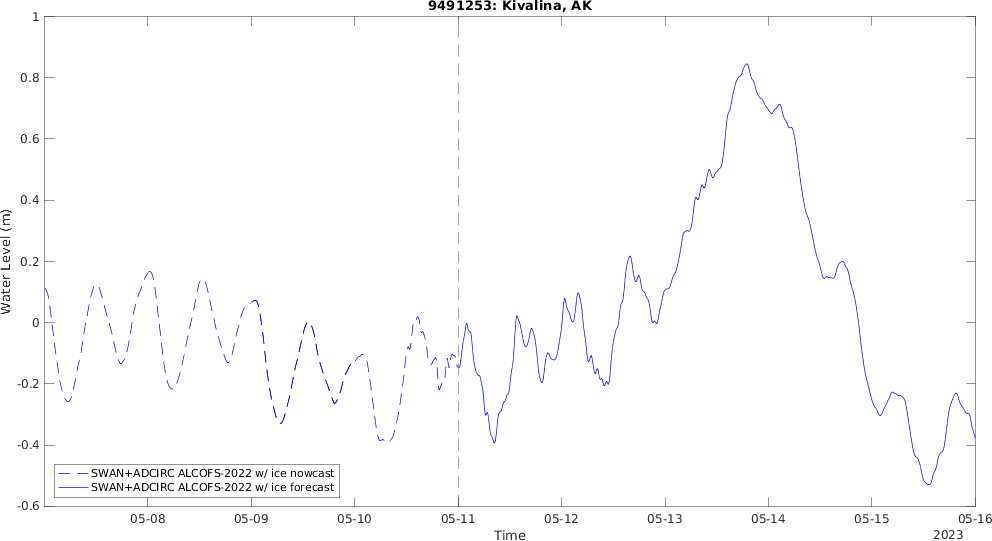 9491253: Kivalina, AK
1
0.8
0.6
0.4
0.2
0
-0.2
-0.4
-0.6
Water Level (m)
SWAN+ADCIRC ALCOFS-2022 w/ ice nowcast
SWAN+ADCIRC ALCOFS-2022 w/ ice forecast
05-08 05-09 05-10 05-11 05-12 05-13 05-14 05-15 05-16
Time
2023